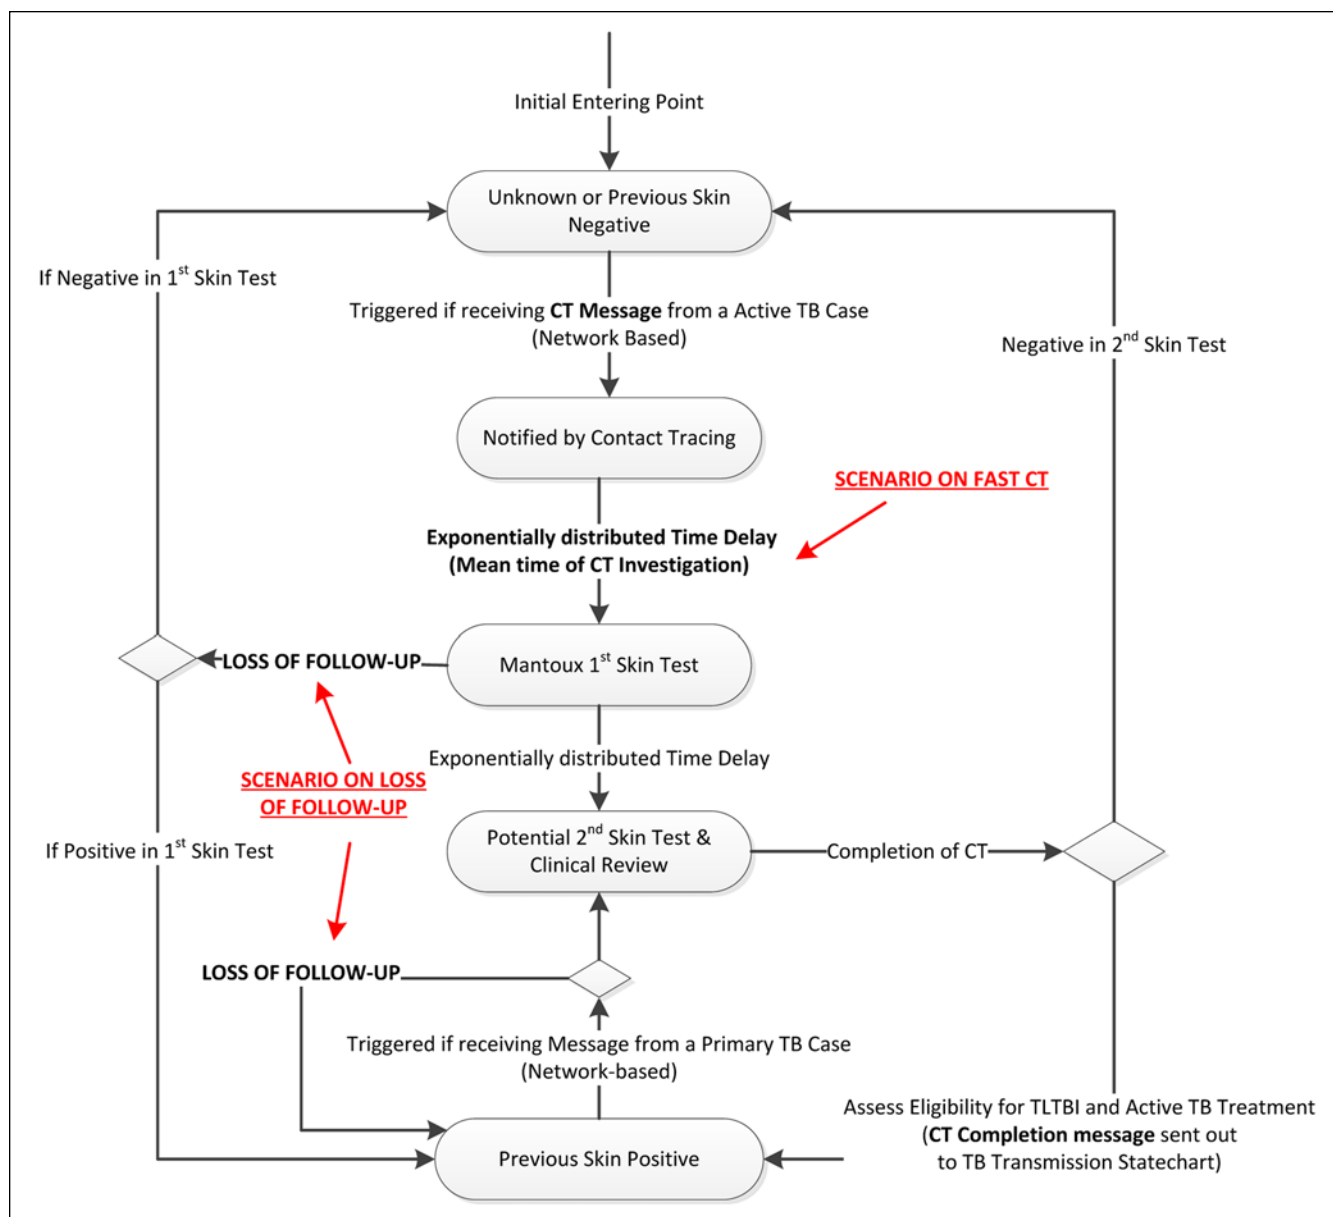 Initial Entering Point
Unknown or Previous Skin
Negative
If Negative in 1st Skin Test
Triggered if receiving CT Message from a Active TB Case
(Network Based)
Negative in 2nd Skin Test
Notified by Contact Tracing
SCENARIO ON FAST CT
Exponentially distributed Time Delay
(Mean time of CT Investigation)
LOSS OF FOLLOW-UP
Mantoux 1st Skin Test
Exponentially distributed Time Delay
SCENARIO ON LOSS
OF FOLLOW-UP
If Positive in 1st Skin Test
Potential 2nd Skin Test &
Clinical Review
Completion of CT
LOSS OF FOLLOW-UP
Triggered if receiving Message from a Primary TB Case
(Network-based)
Assess Eligibility for TLTBI and Active TB Treatment
(CT Completion message sent out
to TB Transmission Statechart)
Previous Skin Positive